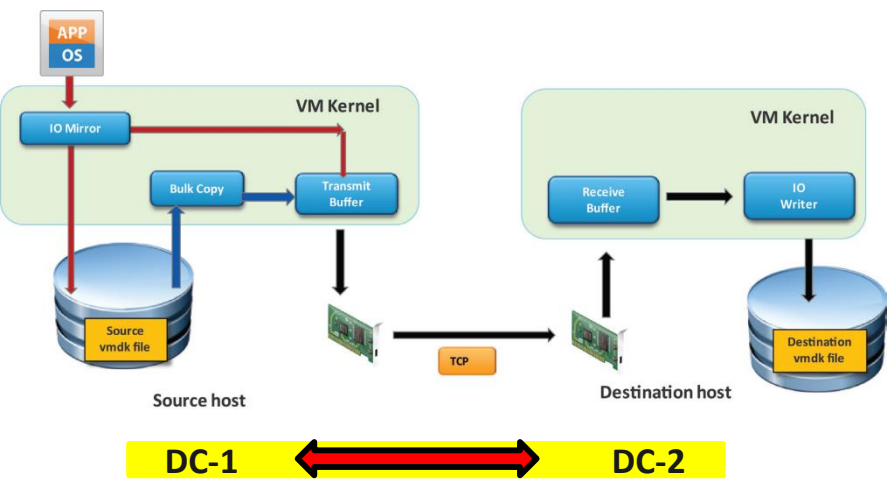 APP
OS
VM Kernel
IO Mirror
Bulk Copy
Transmit
Buffer
Source
vmdk file
Source host
TCP
VM Kernel
Receive
Buffer
IO
Writer
Destination
vmdk file
Destination host
DC-1
DC-2